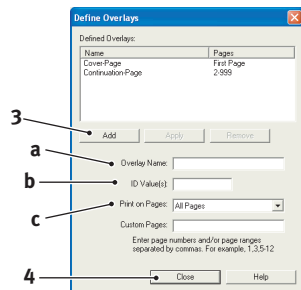 Define Overlays
Defined Overlays:
Name Pages
Cover-Page First Page
Continuation-Page 2-999
3 Add Apply Remove
a Overlay Name:
b ID Value(s):
c Print on Pages: All Pages
Custom Pages:
Enter page numbers and/or page ranges
separated by commas. For example, 1,3,5-12
4 Close Help